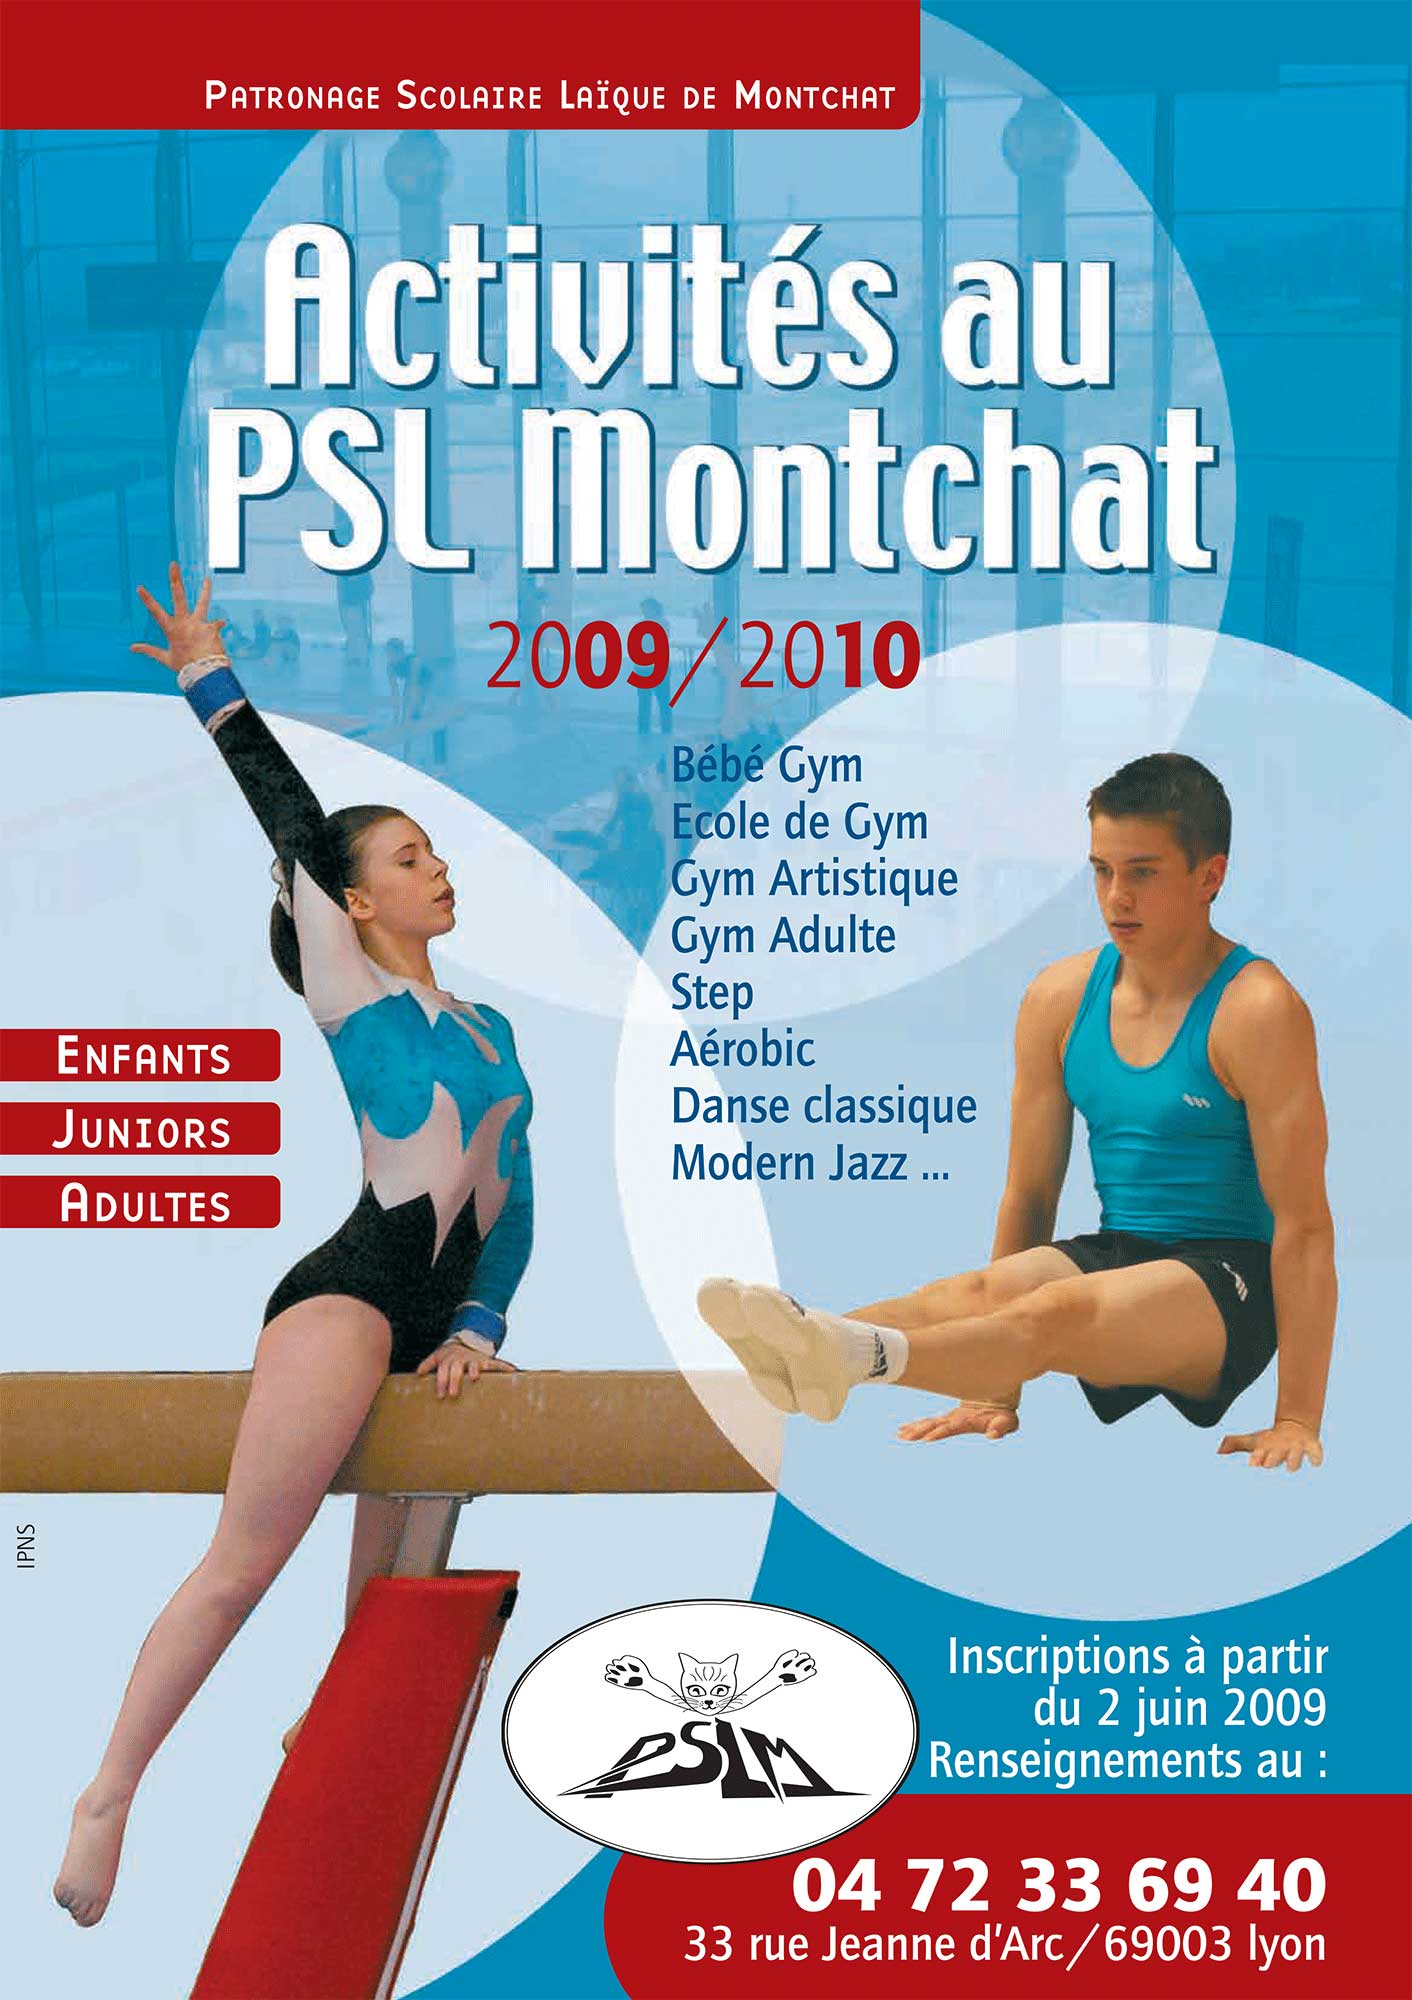 Patronage Scolaire Laïque de Montchat
Activités au
PSL Montchat
2009/2010
Bébé Gym
Ecole de Gym
Gym Artistique
Gym Adulte
Step
Aérobic
Danse classique
Modern Jazz ...
Enfants
Juniors
Adultes
IPNS
PSLM
Inscriptions à partir
du 2 juin 2009
Renseignements au :
04 72 33 69 40
33 rue Jeanne d'Arc/69003 lyon